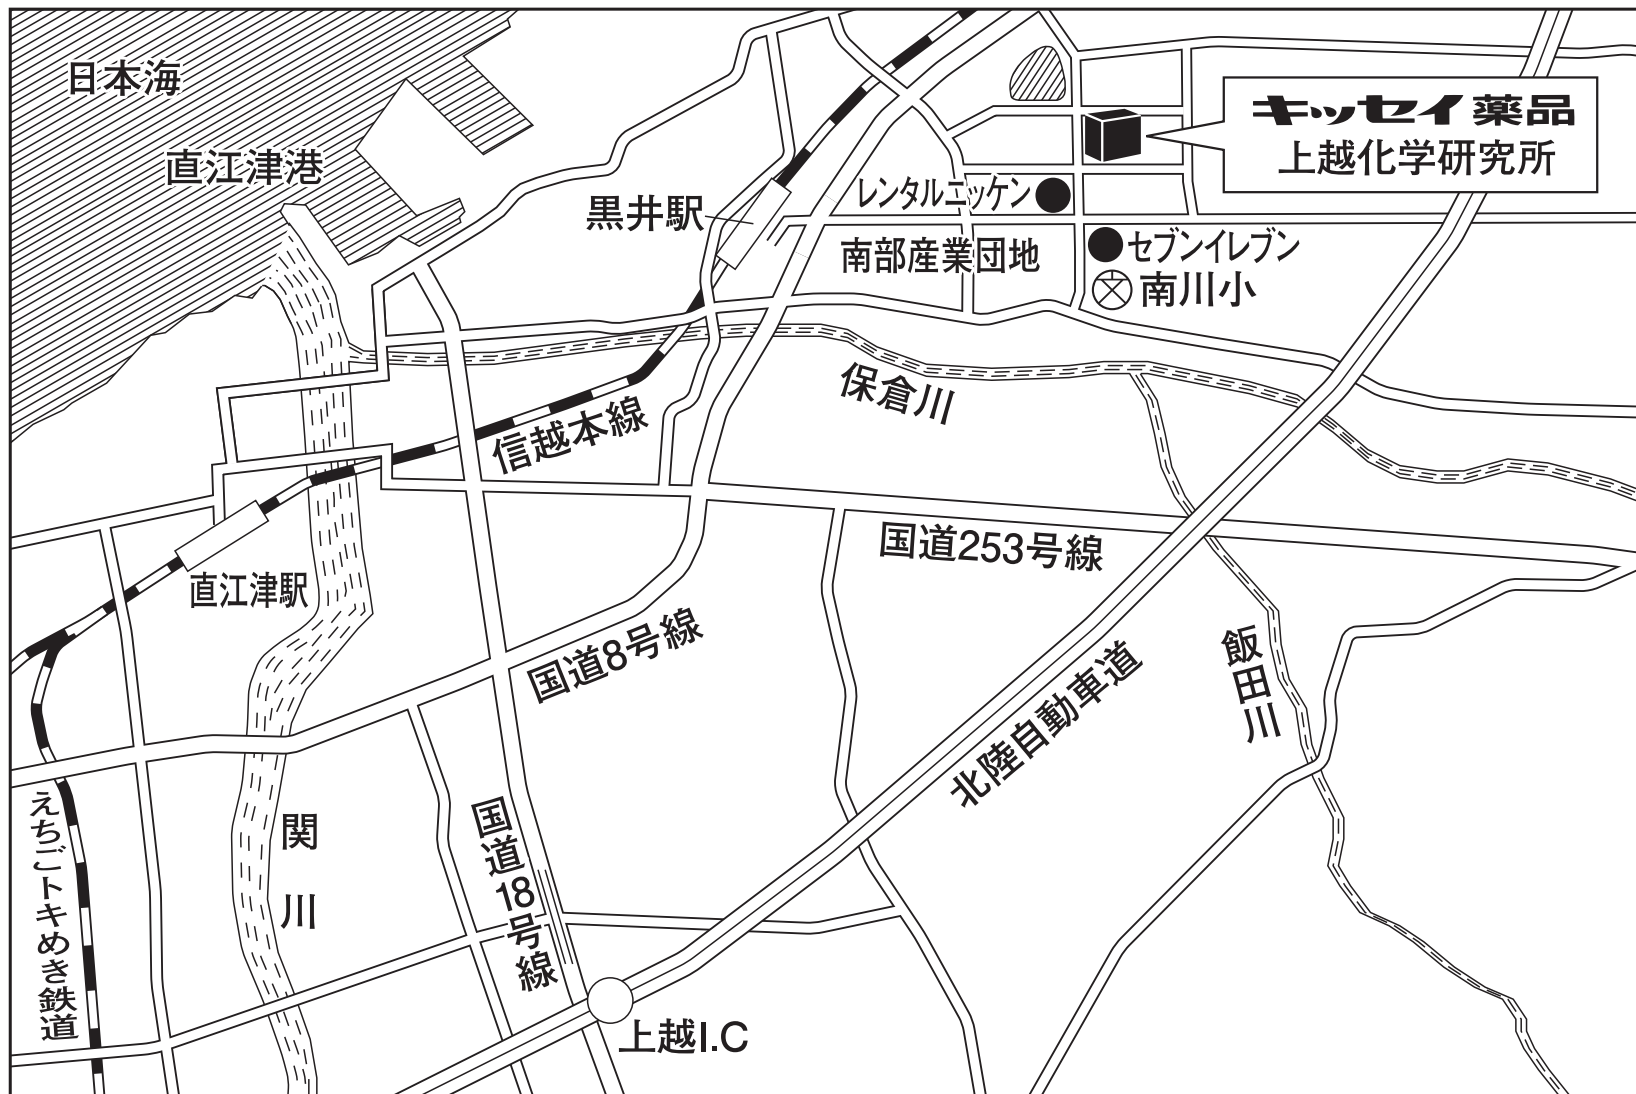 日本海
直江津港
キッセイ薬品
上越化学研究所
黒井駅
レンタルニッケン
南部産業団地
セブンイレブン
南川小
保倉川
信越本線
国道253号線
直江津駅
国道8号線
飯田川
北陸自動車道
えちごトキめき鉄道
関川
国道18号線
上越I.C